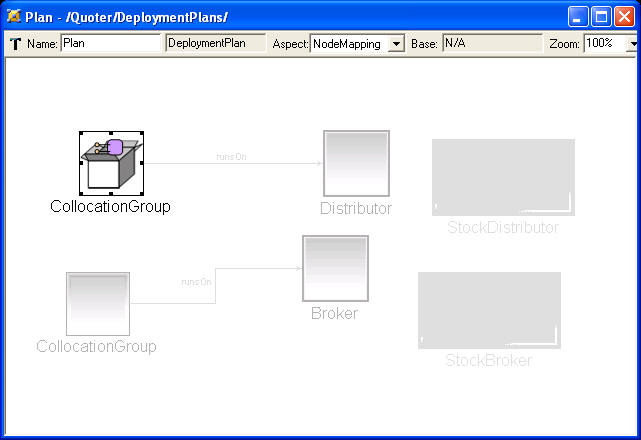 Plan - /Quoter/DeploymentPlans/
T Name: Plan DeploymentPlan Aspect: NodeMapping Base: N/A Zoom: 100%
runsOn
CollocationGroup
Distributor
StockDistributor
runsOn
Broker
CollocationGroup
StockBroker